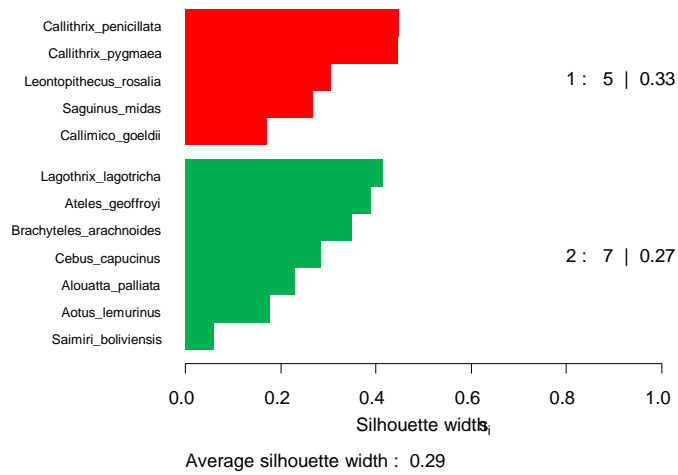 Callithrix_penicillata
Callithrix_pygmaea
Leontopithecus_rosalia
1 : 5 | 0.33
Saguinus_midas
Callimico_goeldii
Lagothrix_lagotricha
Ateles_geoffroyi
Brachyteles_arachnoides
Cebus_capucinus
2 : 7 | 0.27
Alouatta_palliata
Aotus_lemurinus
Saimiri_boliviensis
0.0 0.2 0.4 0.6 0.8 1.0
Silhouette width si
Average silhouette width : 0.29